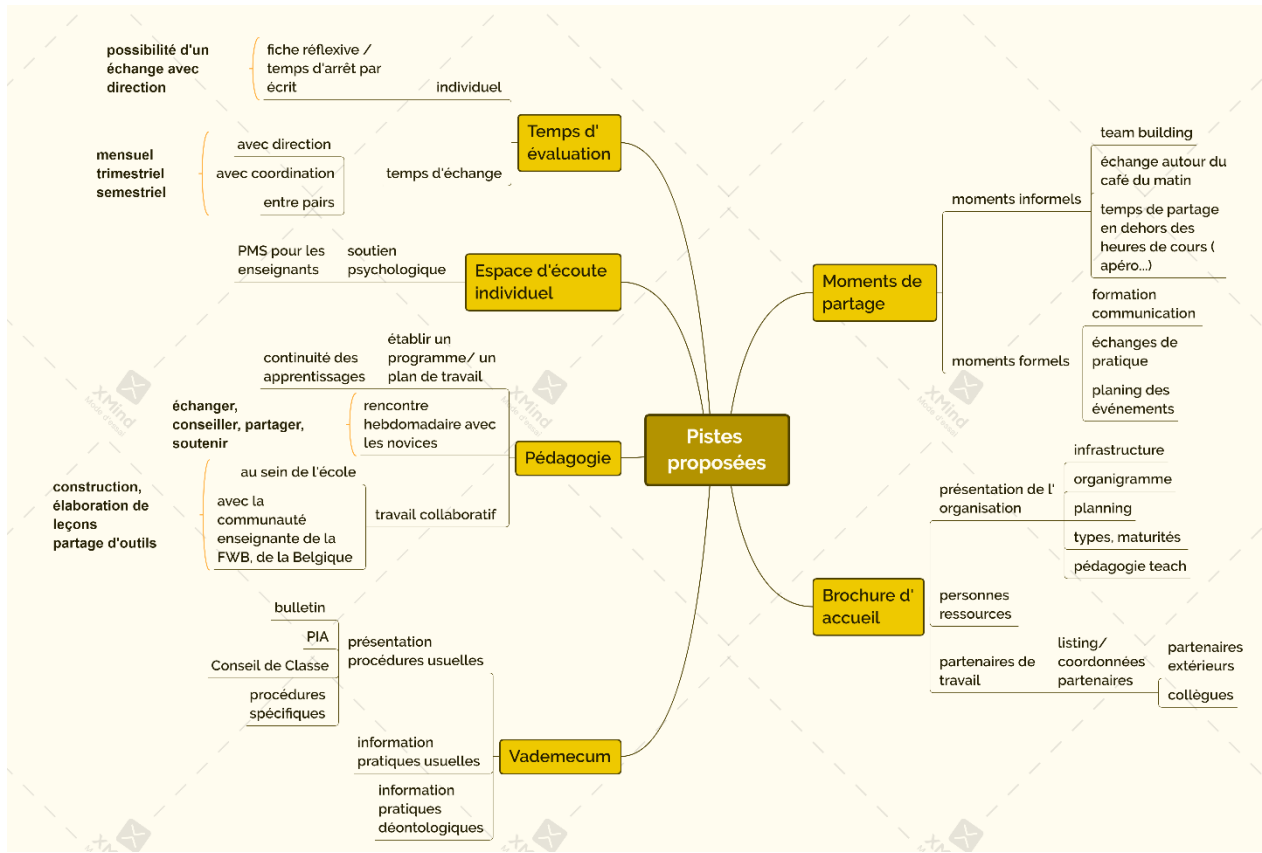 Pistes
proposées
Temps d'
évaluation
individuel
fiche réflexive /
temps d'arrêt par
écrit
possibilité d'un
échange avec
direction
temps d'échange
avec direction
avec coordination
entre pairs
mensuel
trimestriel
semestriel
Espace d'écoute
individuel
soutien
psychologique
PMS pour les
enseignants
Pédagogie
établir un
programme/ un
plan de travail
continuité des
apprentissages
rencontre
hebdomadaire avec
les novices
échanger,
conseiller, partager,
soutenir
travail collaboratif
au sein de l'école
avec la
communauté
enseignante de la
FWB, de la Belgique
construction,
élaboration de
leçons
partage d'outils
Vademecum
présentation
procédures usuelles
bulletin
PIA
Conseil de Classe
procédures
spécifiques
information
pratiques usuelles
information
pratiques
déontologiques
Moments de
partage
moments informels
team building
échange autour du
café du matin
temps de partage
en dehors des
heures de cours (
apéro...)
moments formels
formation
communication
échanges de
pratique
planing des
événements
Brochure d'
accueil
présentation de l'
organisation
infrastructure
organigramme
planning
types, maturités
pédagogie teach
personnes
ressources
partenaires de
travail
listing/
coordonnées
partenaires
partenaires
extérieurs
collègues
XMind
Mode d'essai
XMind
Mode d'essai
XMind
XMind